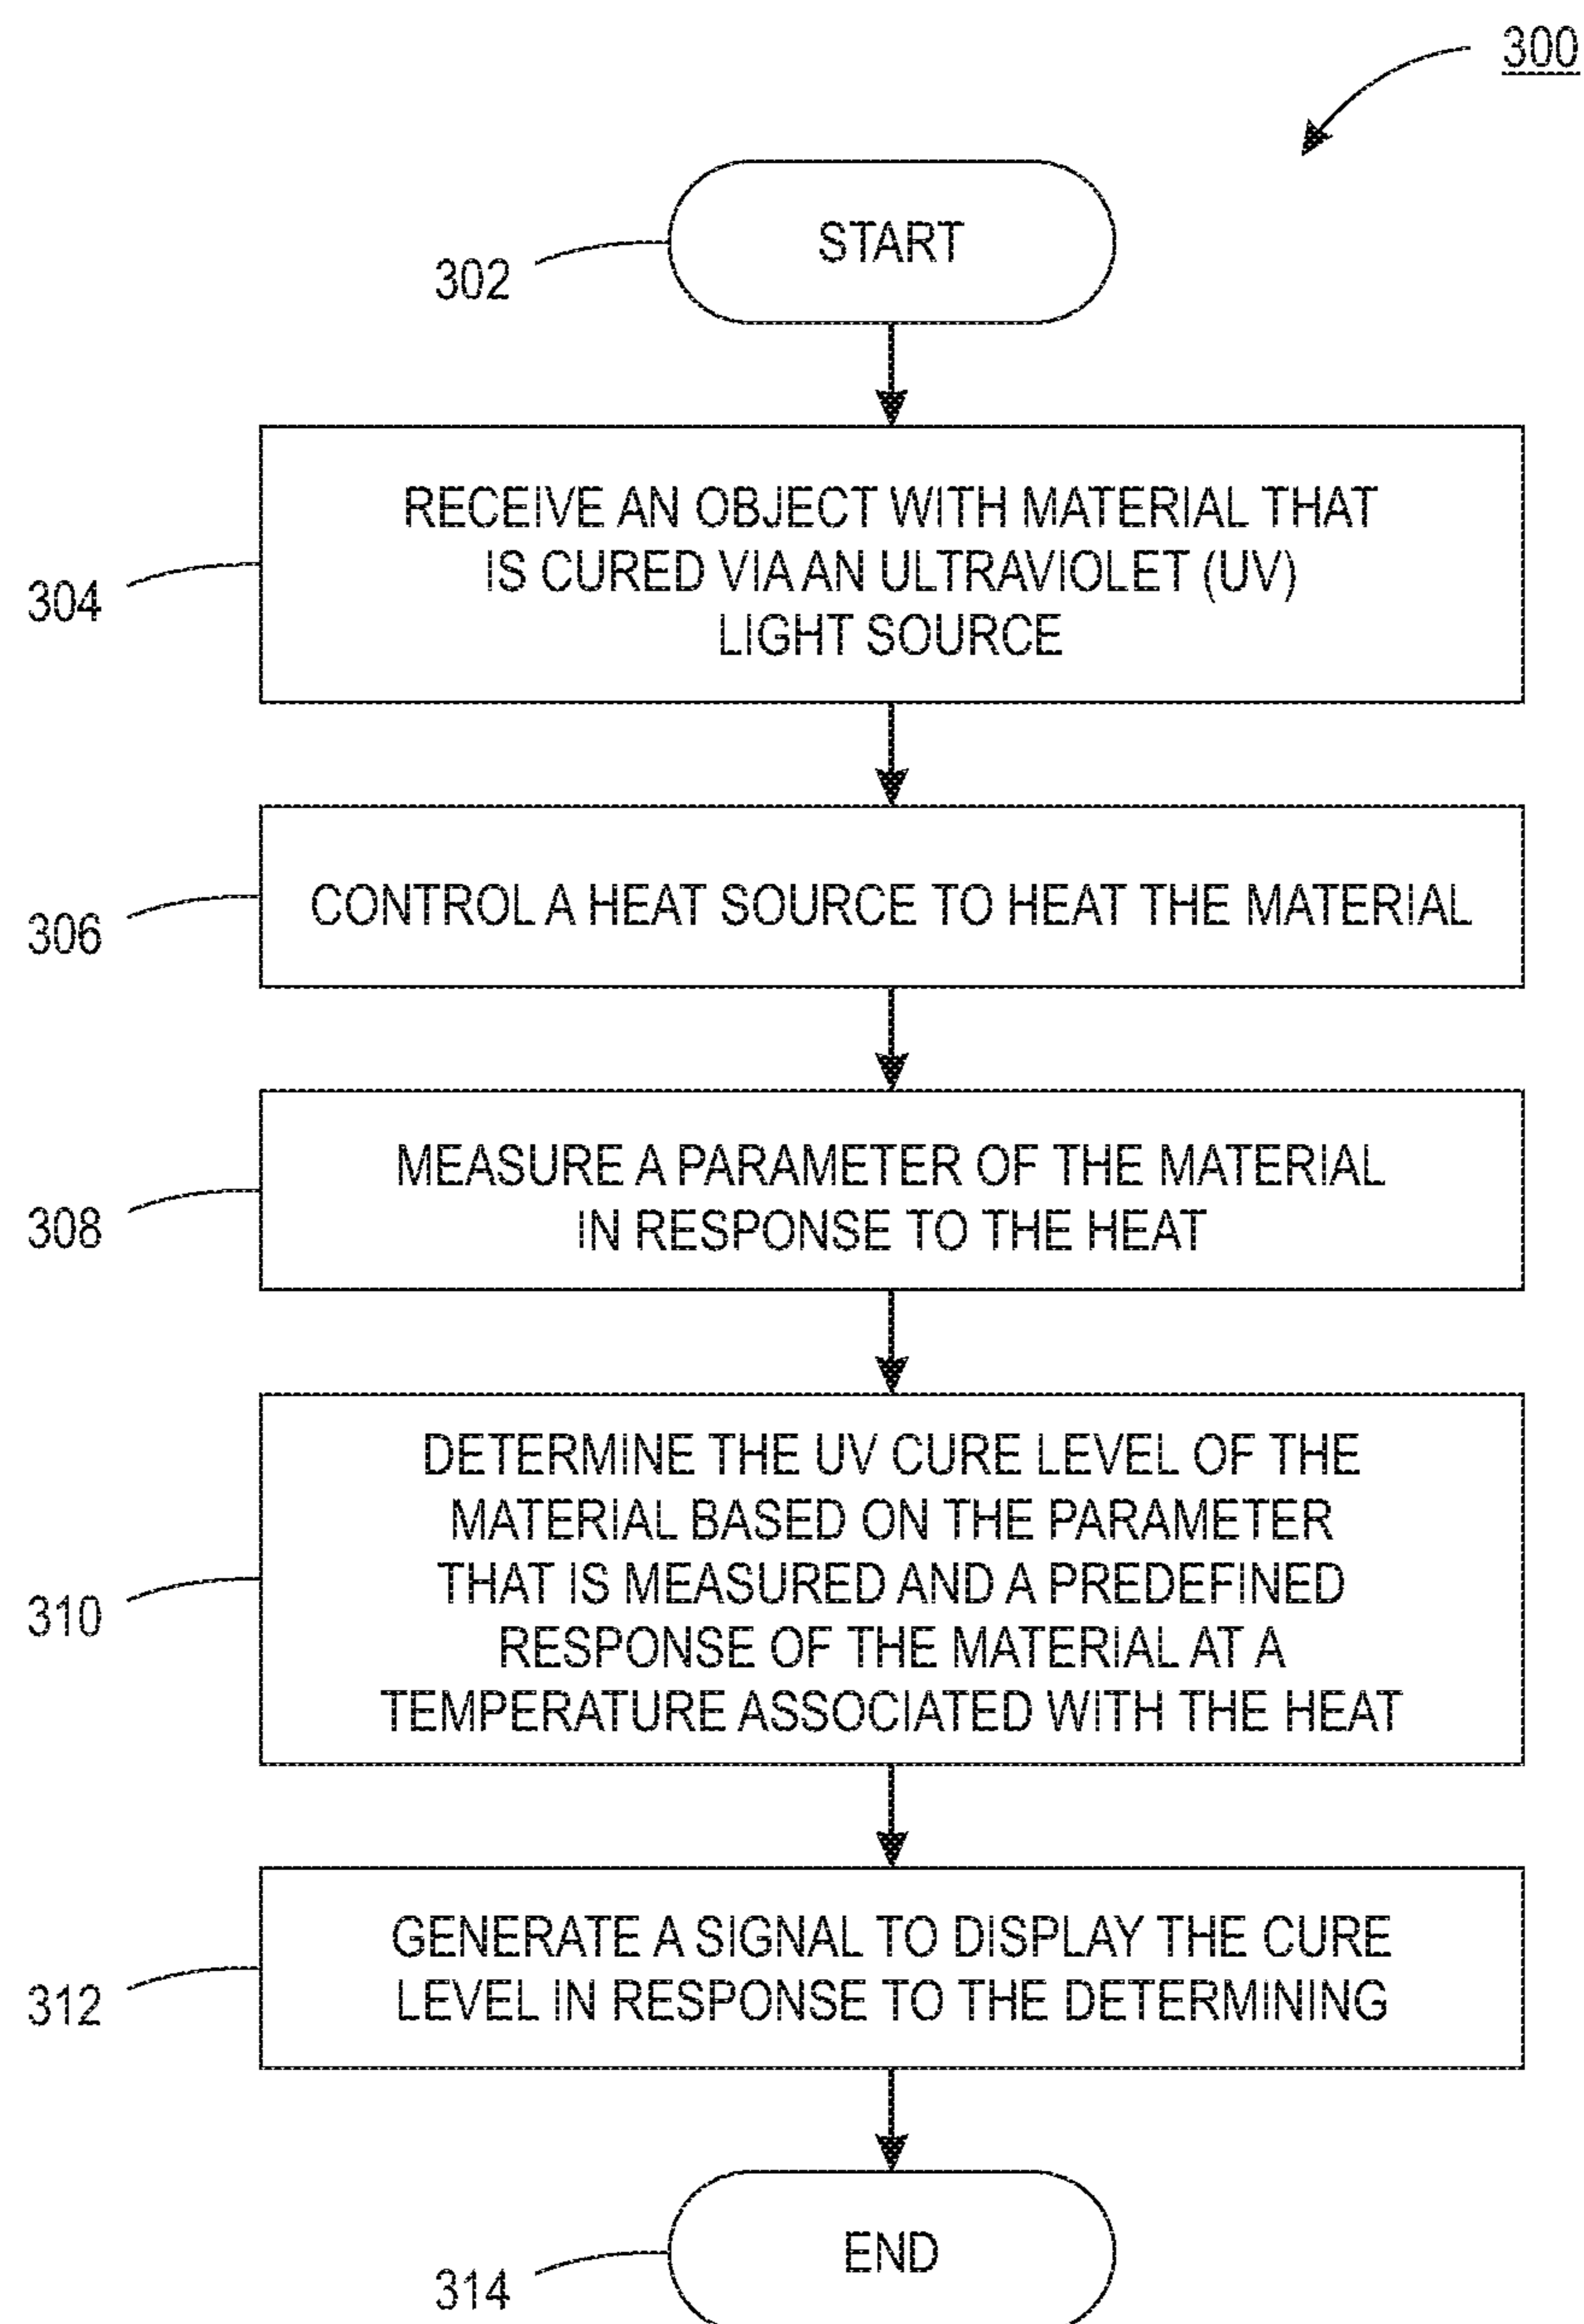 300
START
302
RECEIVE AN OBJECT WITH MATERIAL THAT
IS CURED VIA AN ULTRAVIOLET (UV)
LIGHT SOURCE
304
CONTROL A HEAT SOURCE TO HEAT THE MATERIAL
306
MEASURE A PARAMETER OF THE MATERIAL
IN RESPONSE TO THE HEAT
308
DETERMINE THE UV CURE LEVEL OF THE
MATERIAL BASED ON THE PARAMETER
THAT IS MEASURED AND A PREDEFINED
RESPONSE OF THE MATERIAL AT A
TEMPERATURE ASSOCIATED WITH THE HEAT
310
GENERATE A SIGNAL TO DISPLAY THE CURE
LEVEL IN RESPONSE TO THE DETERMINING
312
END
314